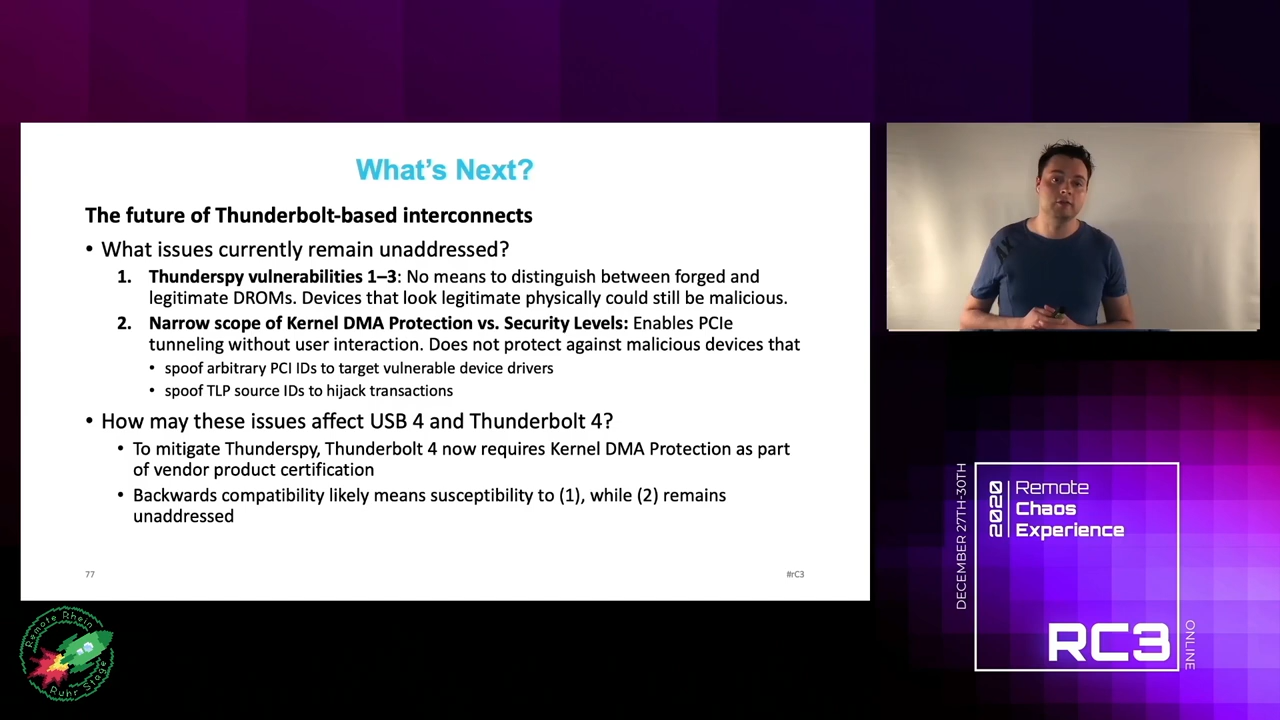 What's Next?
The future of Thunderbolt-based interconnects
• What issues currently remain unaddressed?
1. Thunderspy vulnerabilities 1–3: No means to distinguish between forged and
legitimate DROMs. Devices that look legitimate physically could still be malicious.
2. Narrow scope of Kernel DMA Protection vs. Security Levels: Enables PCIe
tunneling without user interaction. Does not protect against malicious devices that
• spoof arbitrary PCI IDs to target vulnerable device drivers
• spoof TLP source IDs to hijack transactions
• How may these issues affect USB 4 and Thunderbolt 4?
• To mitigate Thunderspy, Thunderbolt 4 now requires Kernel DMA Protection as part
of vendor product certification
• Backwards compatibility likely means susceptibility to (1), while (2) remains
unaddressed
77
#rC3
DECEMBER 27TH-30TH
2020
Remote
Chaos
Experience
RC3
ONLINE
Remote Rhein
Ruhr Stage